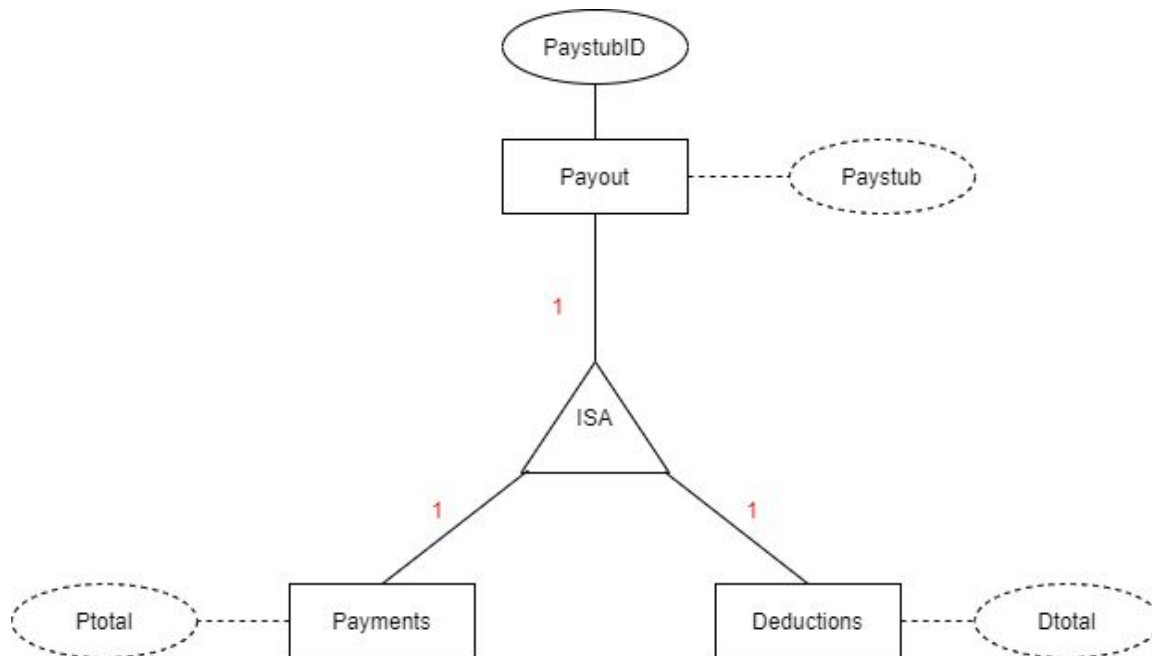 PaystubID
Payout
Paystub
1
ISA
1
1
Ptotal
Payments
Deductions
Dtotal